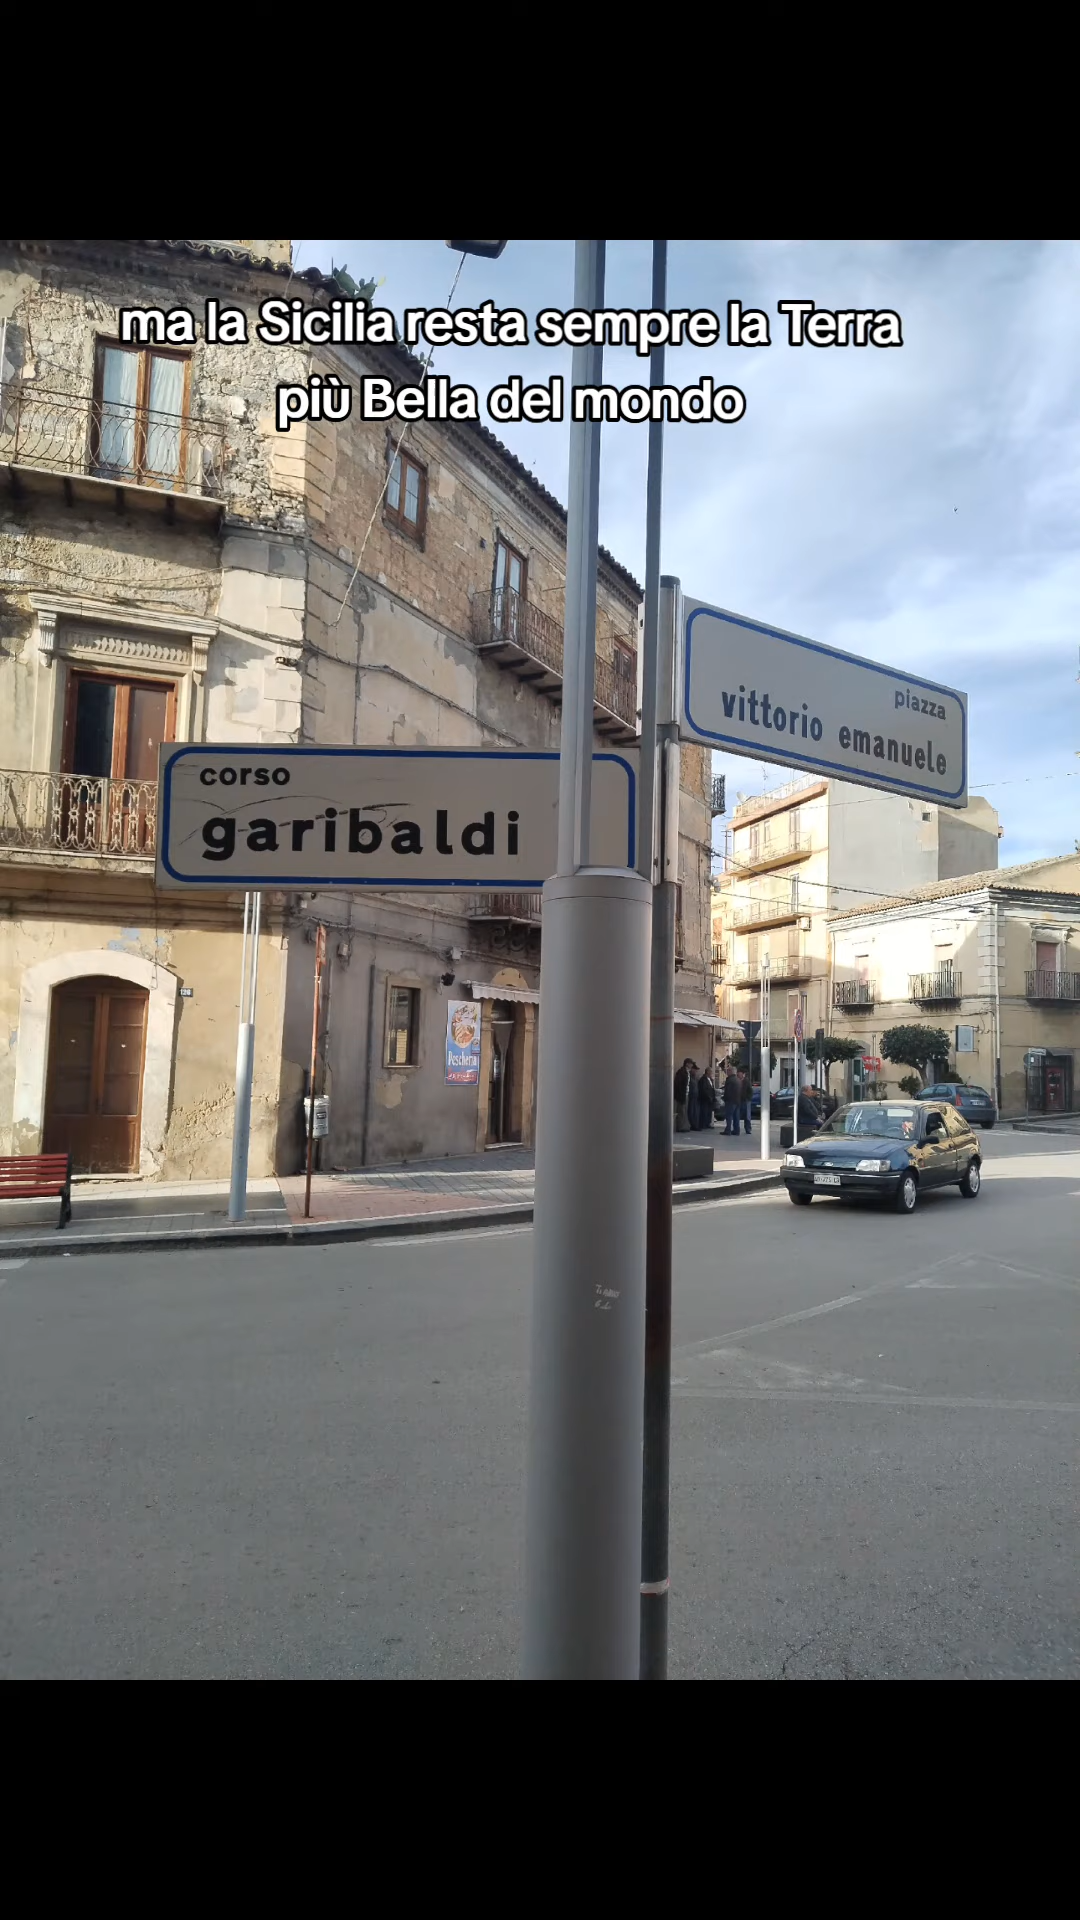 ma la Sicilia resta sempre la Terra
più Bella del mondo
piazza
vittorio emanuele
corso
garibaldi
Pescheria